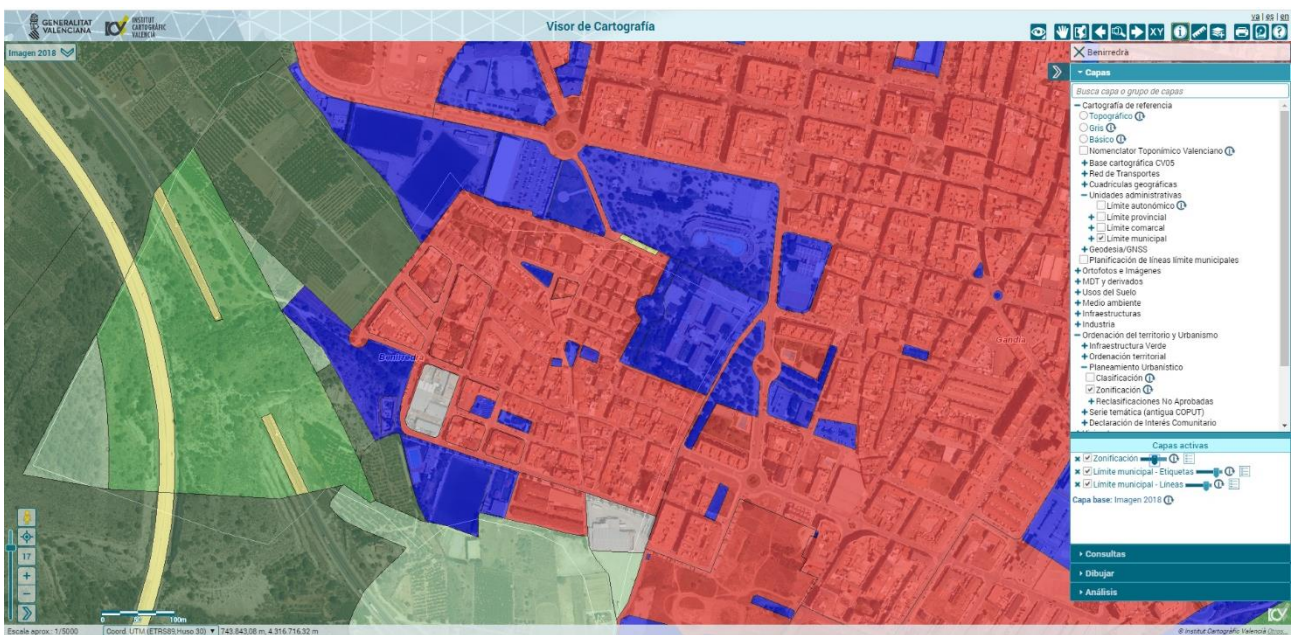 GENERALITAT
VALENCIANA
ICV
INSTITUT
CARTOGRÀFIC
VALENCIÀ
Visor de Cartografía
va | es | en
XY
Imagen 2018
Benirredrà
Capas
Busca capa o grupo de capas
Cartografía de referencia
Topográfico
Gris
Básico
Nomenclator Toponímico Valenciano
Base cartográfica CV05
Red de Transportes
Cuadrículas geográficas
Unidades administrativas
Límite autonómico
Límite provincial
Límite comarcal
Límite municipal
Geodesia/GNSS
Planificación de líneas límite municipales
Ortofotos e Imágenes
MDT y derivados
Usos del Suelo
Medio ambiente
Infraestructuras
Industria
Ordenación del territorio y Urbanismo
Infraestructura Verde
Ordenación territorial
Planeamiento Urbanístico
Clasificación
Zonificación
Reclasificaciones No Aprobadas
Serie temática (antigua COPUT)
Declaración de Interés Comunitario
Capas activas
Zonificación
Límite municipal - Etiquetas
Límite municipal - Líneas
Capa base: Imagen 2018
Consultas
Dibujar
Análisis
Benirredrà
Gandia
17
0 50 100m
Escala aprox.: 1/5000
Coord. UTM (ETRS89,Huso 30) ▼ 743.843,08 m, 4.316.716,32 m
© Institut Cartogràfic Valencià